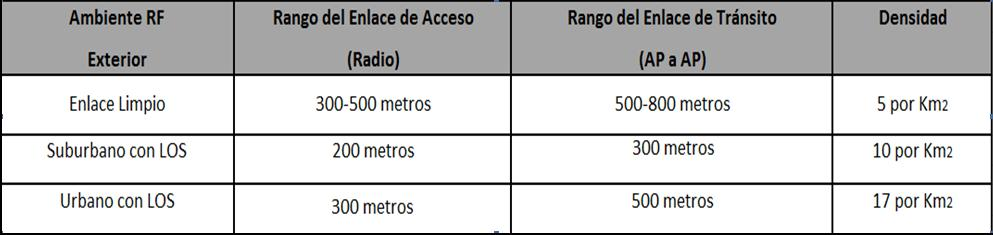 Ambiente RF Exterior
Rango del Enlace de Acceso (Radio)
Rango del Enlace de Tránsito (AP a AP)
Densidad
Enlace Limpio
300-500 metros
500-800 metros
5 por Km2
Suburbano con LOS
200 metros
300 metros
10 por Km2
Urbano con LOS
300 metros
500 metros
17 por Km2